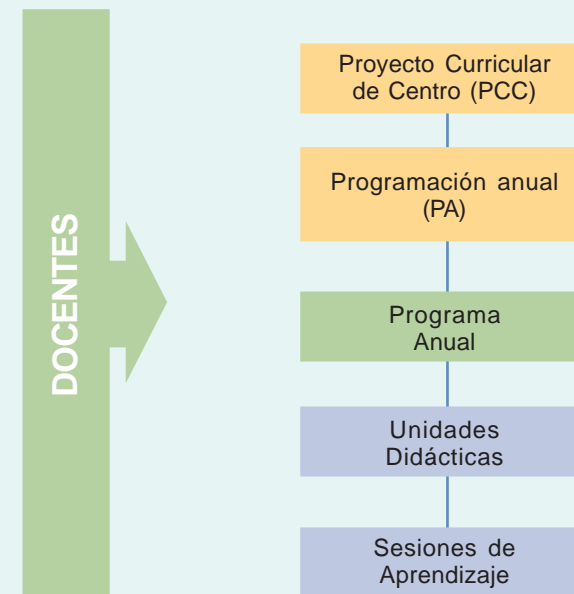 DOCENTES
Proyecto Curricular
de Centro (PCC)
Programación anual
(PA)
Programa
Anual
Unidades
Didácticas
Sesiones de
Aprendizaje